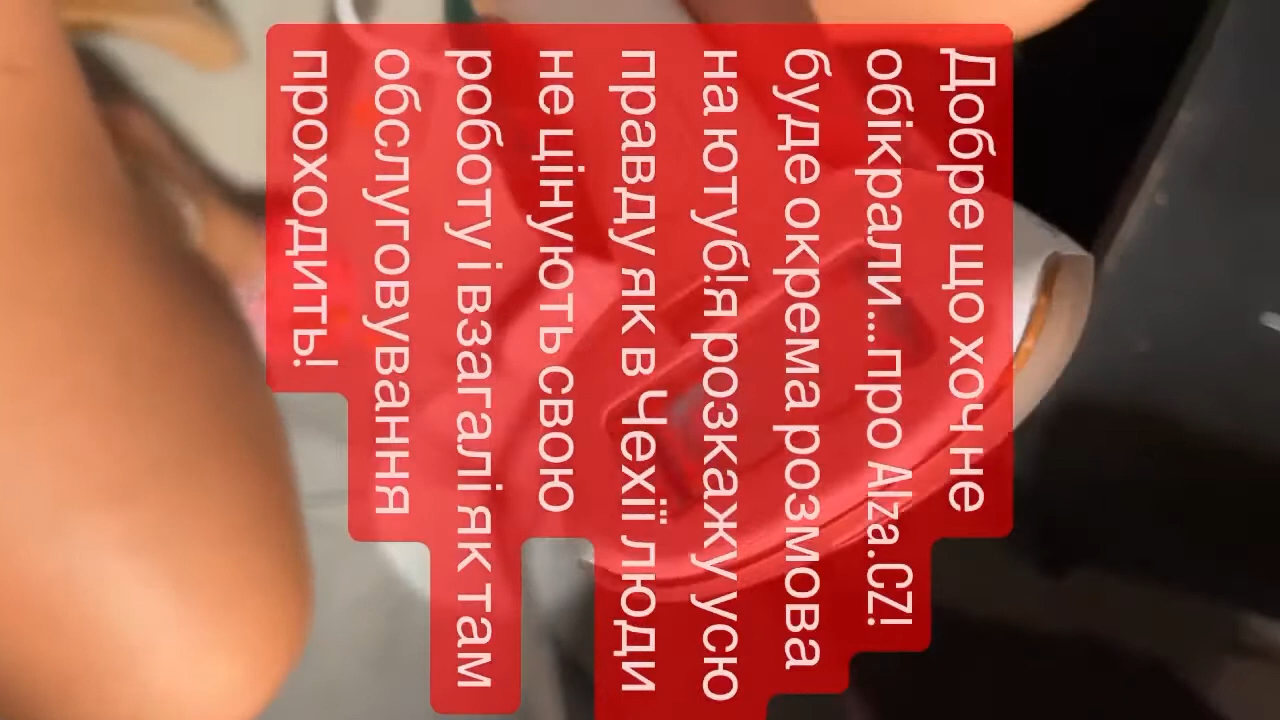 Добре що хоч не
обікрали...про Alza.CZ!
буде окрема розмова
на ютуб!я розкажу усю
правду як в Чехії люди
не цінують свою
роботу і взагалі як там
обслуговування
проходить!